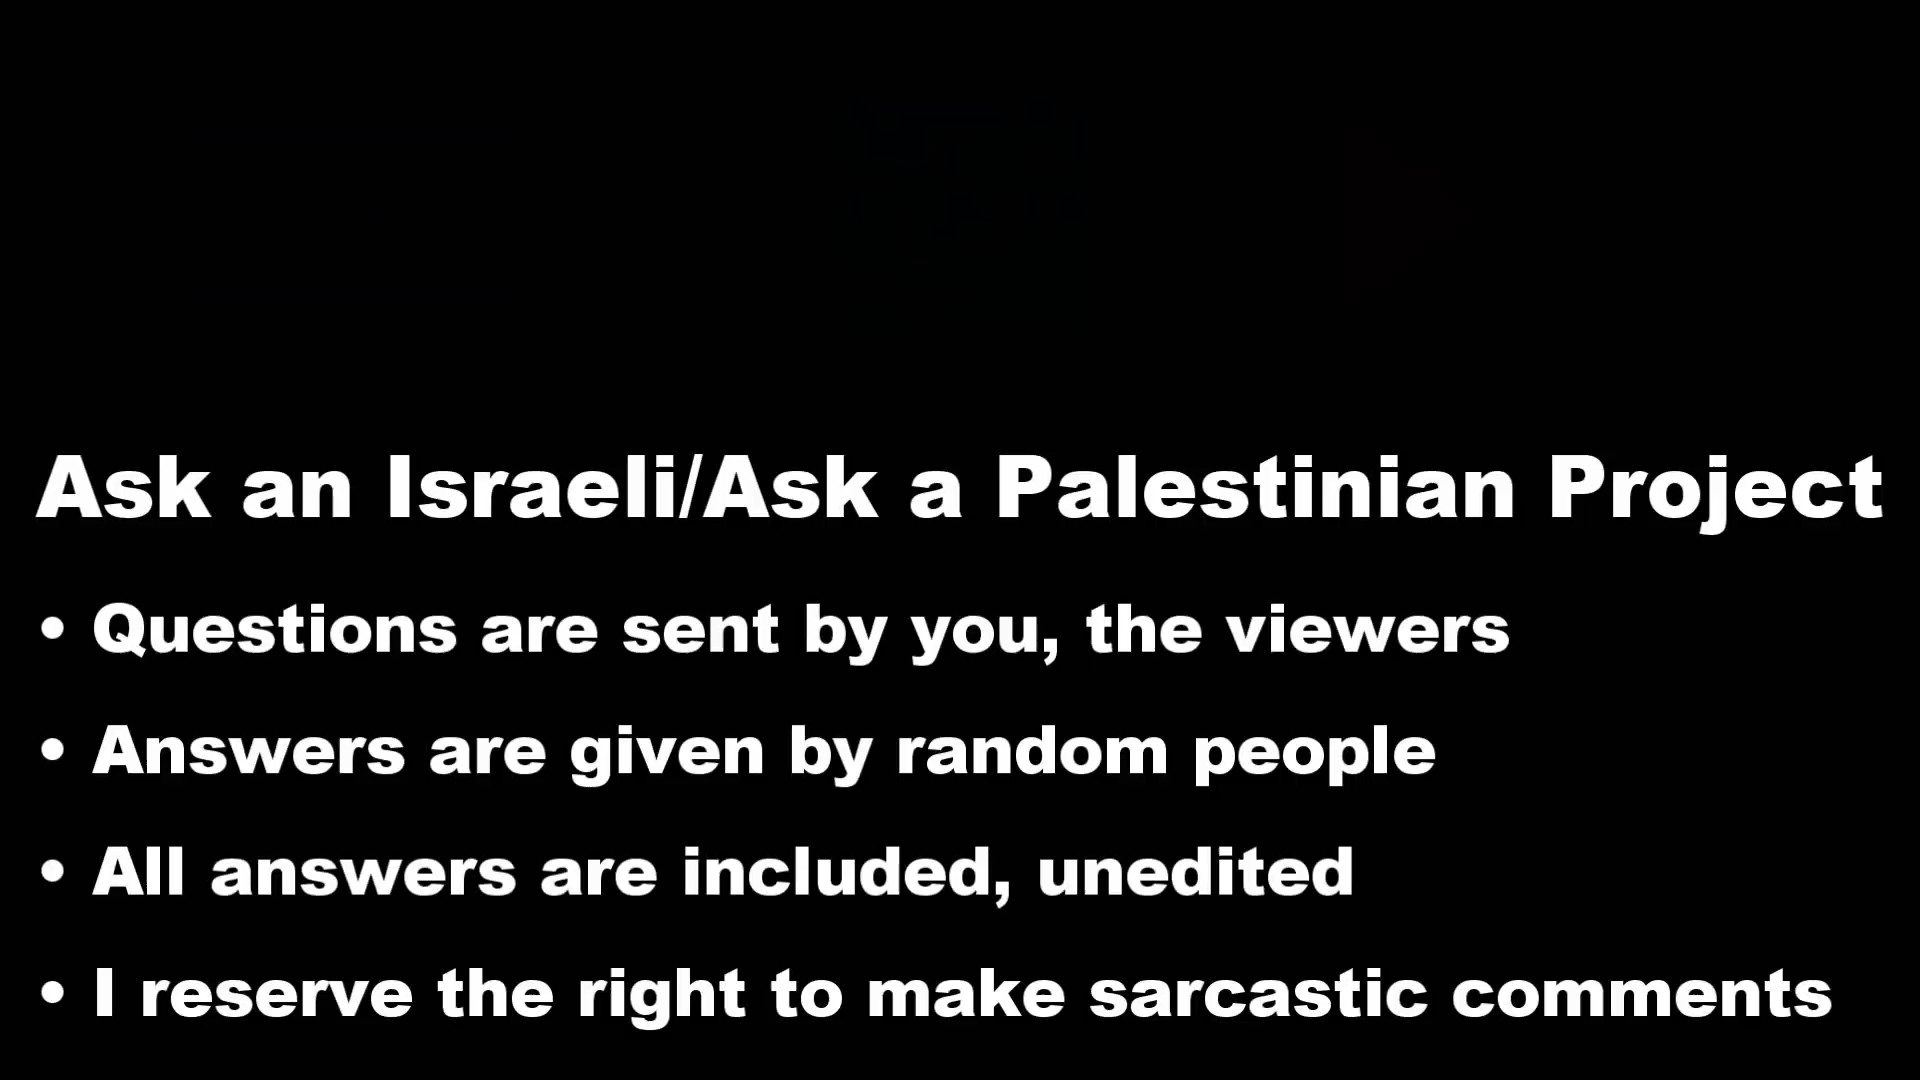 Ask an Israeli/Ask a Palestinian Project
• Questions are sent by you, the viewers
• Answers are given by random people
• All answers are included, unedited
• I reserve the right to make sarcastic comments